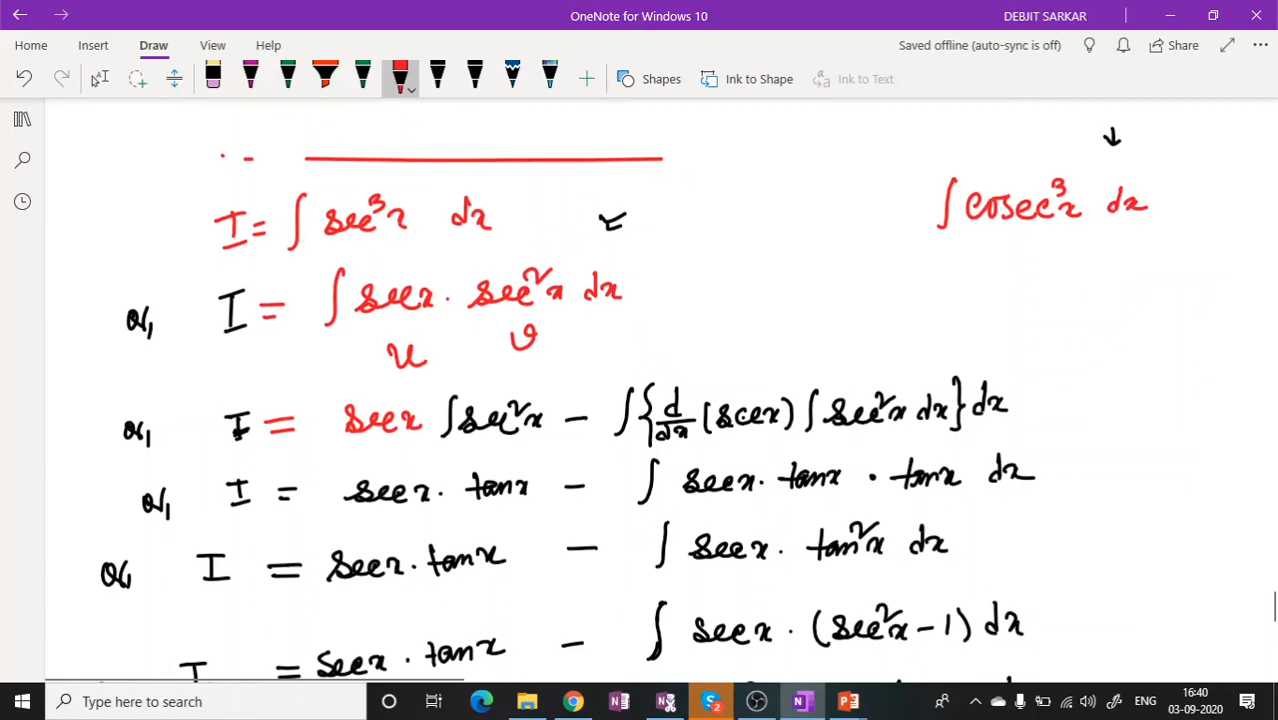 OneNote for Windows 10
DEBJIT SARKAR
Home Insert Draw View Help
Saved offline (auto-sync is off)
Share
Shapes
Ink to Shape
Ink to Text
I = ∫ sec³x dx
∫ cosec³x dx
or, I = ∫ secx · sec²x dx
u v
or, I = secx ∫sec²x − ∫{d/dx (secx) ∫sec²x dx} dx
or, I = secx · tanx − ∫ secx · tanx · tanx dx
or, I = secx · tanx − ∫ secx · tan²x dx
I = secx · tanx − ∫ secx · (sec²x − 1) dx
Type here to search
ENG
16:40
03-09-2020